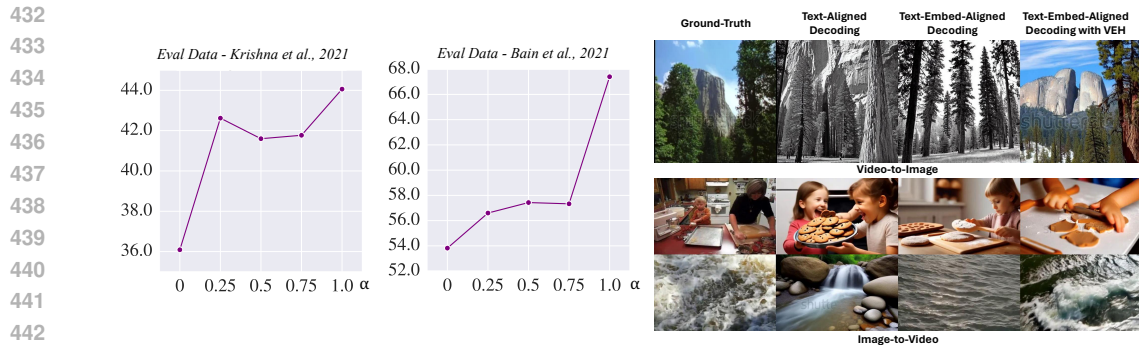 432
433
434
435
436
437
438
439
440
441
442
Eval Data - Krishna et al., 2021
44.0
42.0
40.0
38.0
36.0
0
0.25
0.5
0.75
1.0
α
Eval Data - Bain et al., 2021
68.0
66.0
64.0
62.0
60.0
58.0
56.0
54.0
52.0
0
0.25
0.5
0.75
1.0
α
Ground-Truth
Text-Aligned
Decoding
Text-Embed-Aligned
Decoding
Text-Embed-Aligned
Decoding with VEH
Video-to-Image
Image-to-Video